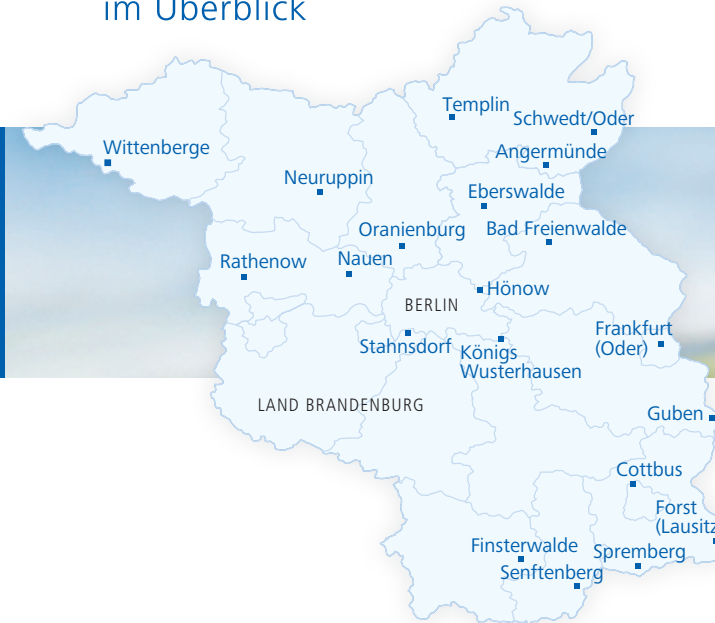 im Überblick
Templin
Schwedt/Oder
Wittenberge
Angermünde
Neuruppin
Eberswalde
Oranienburg
Bad Freienwalde
Rathenow
Nauen
Hönow
BERLIN
Frankfurt
(Oder)
Stahnsdorf
Königs
Wusterhausen
LAND BRANDENBURG
Guben
Cottbus
Forst
(Lausitz
Finsterwalde
Spremberg
Senftenberg